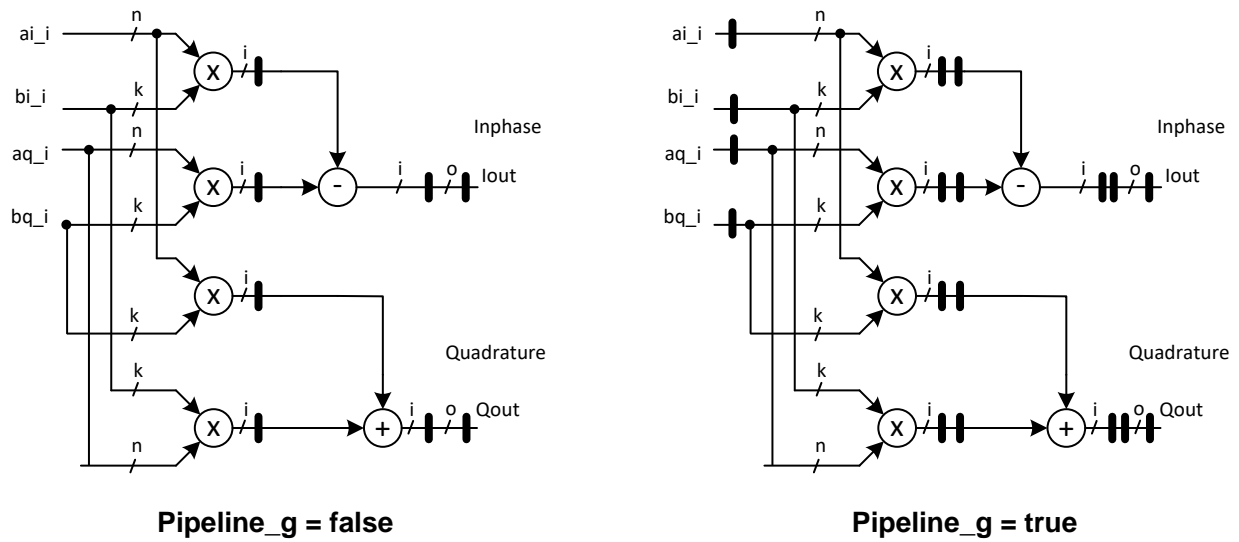 n
ai_i
X
i
k
bi_i
n
Inphase
aq_i
X
i
-
i
o
Iout
k
bq_i
X
i
k
Quadrature
k
X
i
+
i
o
Qout
n
Pipeline_g = false
n
ai_i
X
i
k
bi_i
n
Inphase
aq_i
X
i
-
i
o
Iout
k
bq_i
X
i
k
Quadrature
k
X
i
+
i
o
Qout
n
Pipeline_g = true